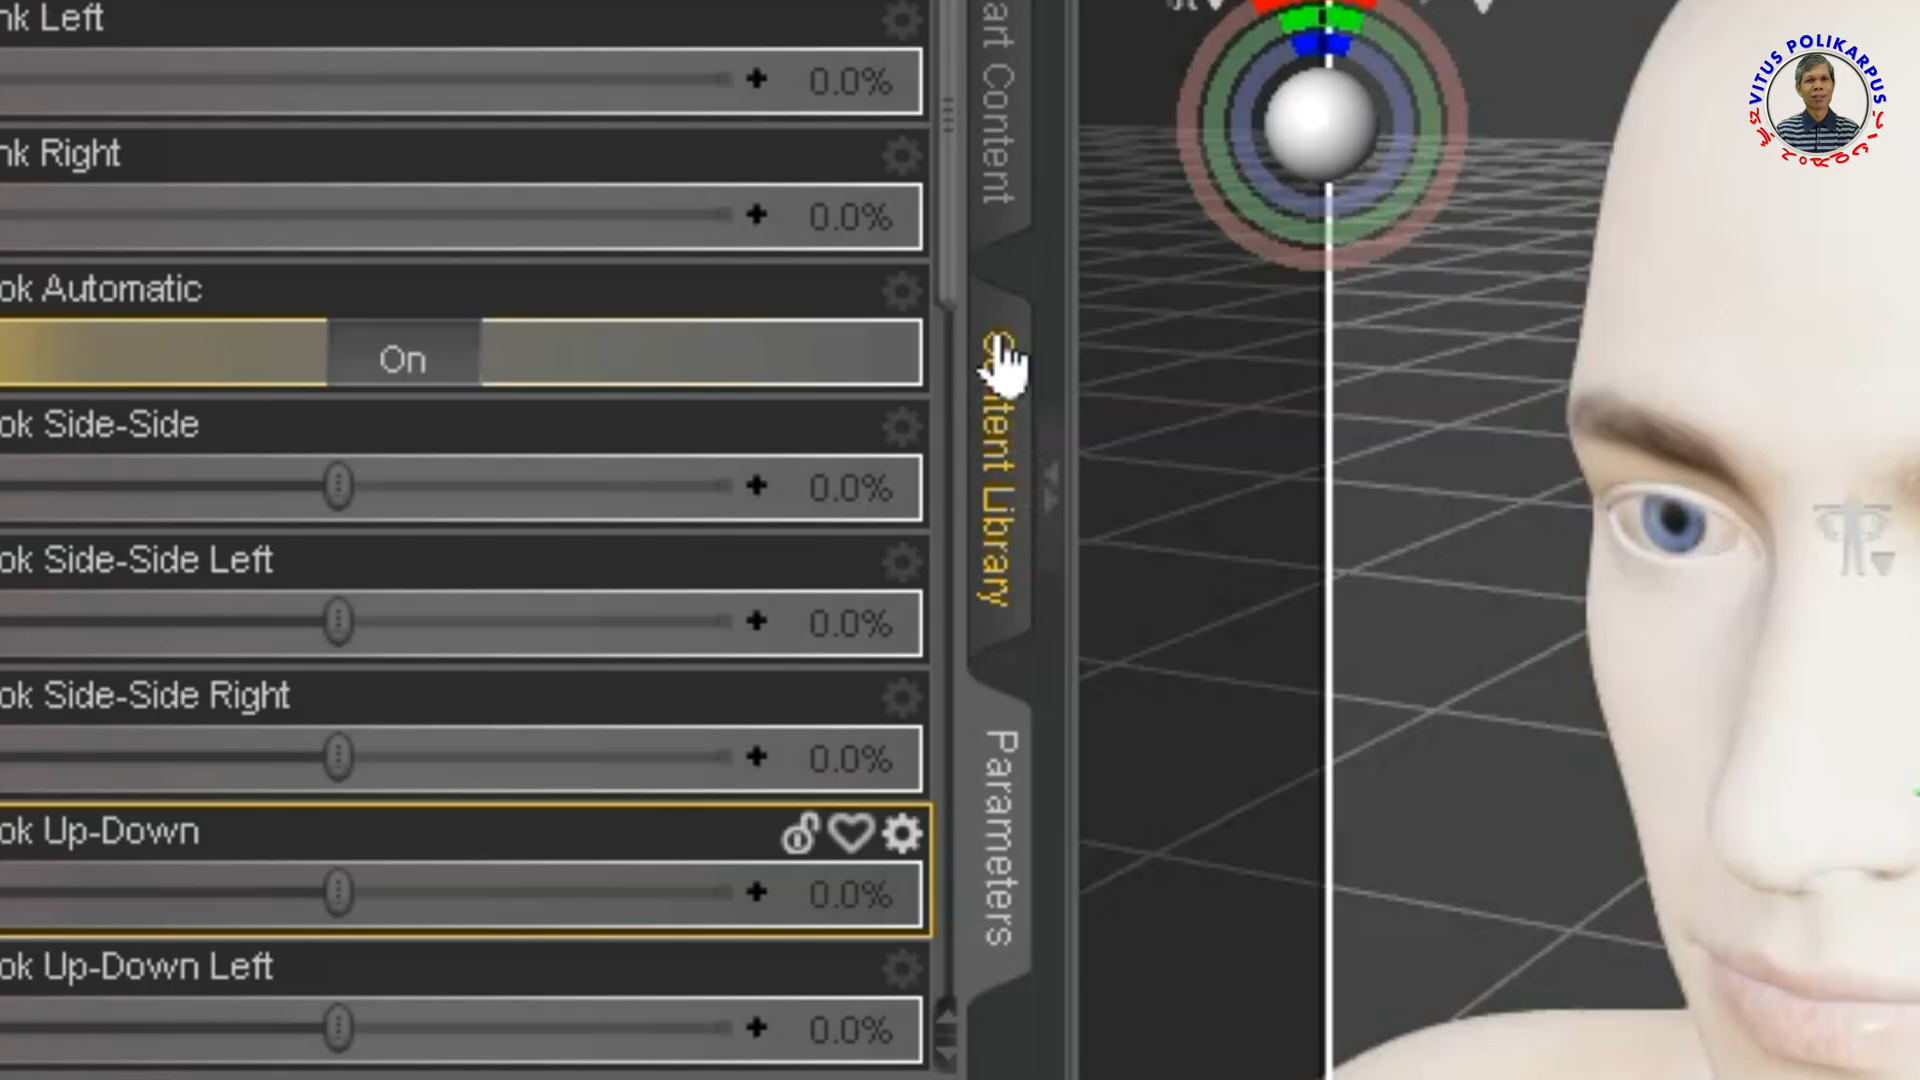 nk Left
0.0%
nk Right
0.0%
ok Automatic
On
ok Side-Side
0.0%
ok Side-Side Left
0.0%
ok Side-Side Right
0.0%
ok Up-Down
0.0%
ok Up-Down Left
0.0%
art Content
Library
Parameters
VITUS POLIKARPUS